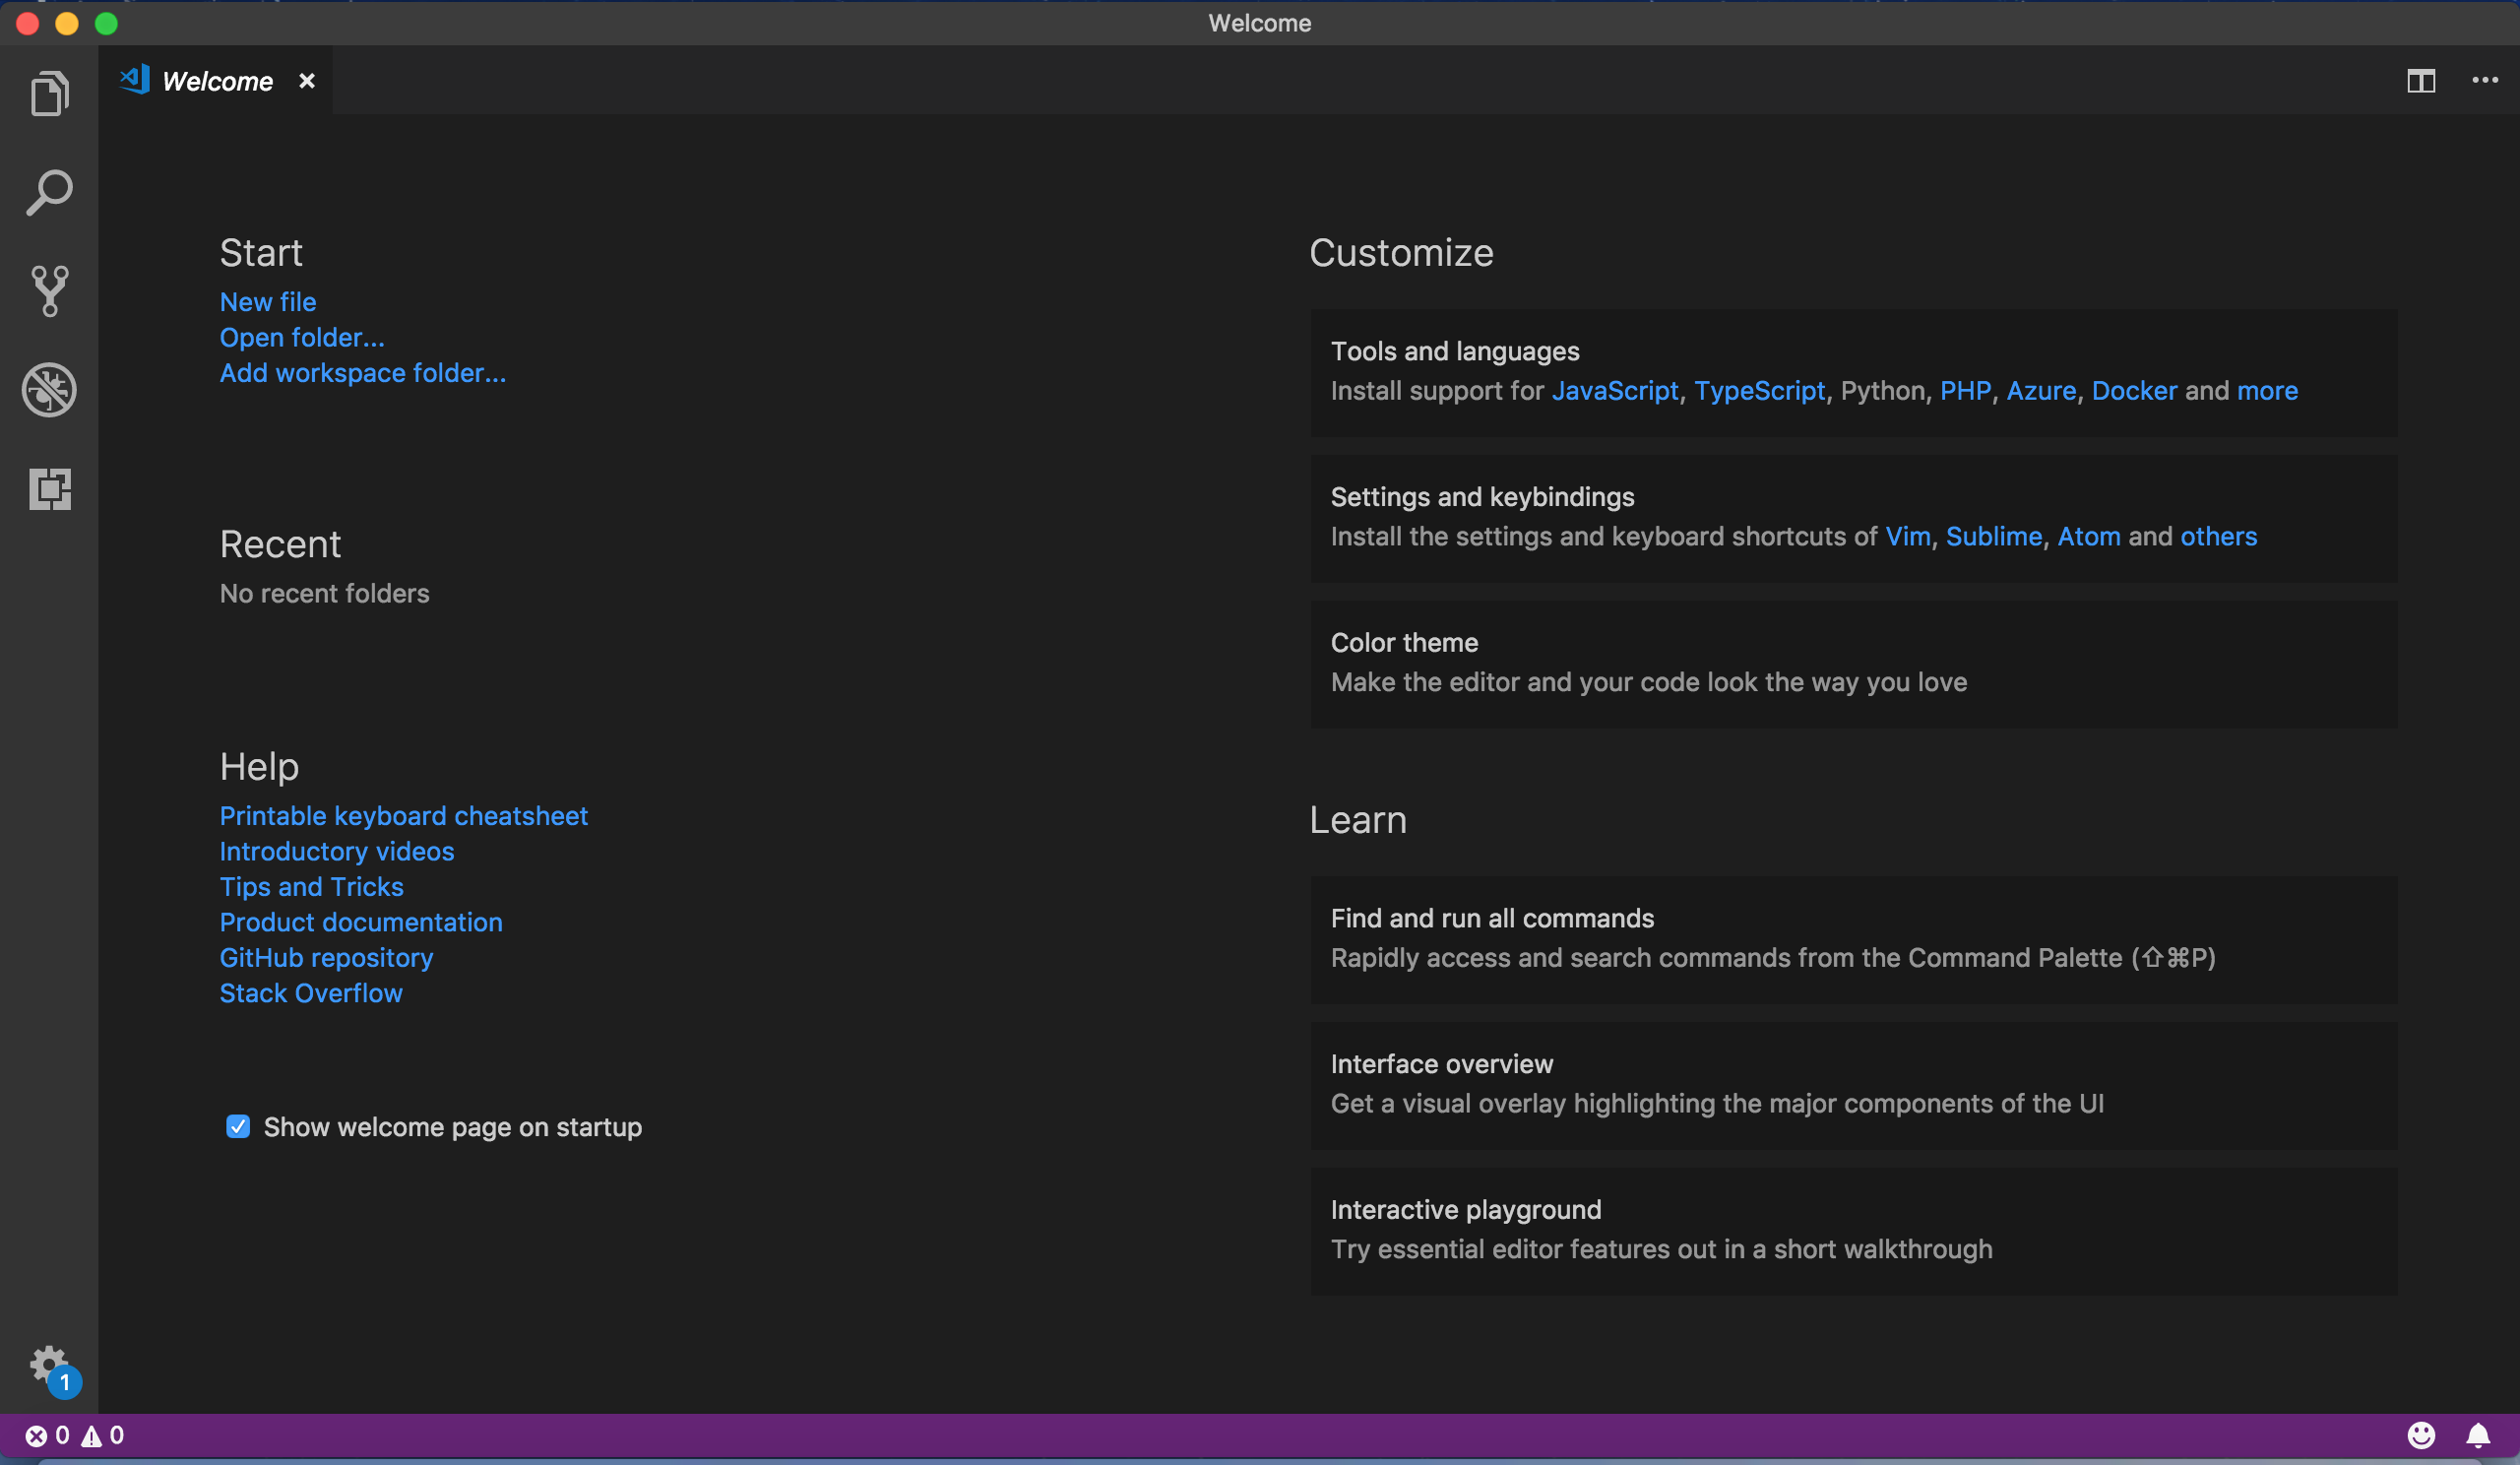 Welcome
Welcome
Start
New file
Open folder...
Add workspace folder...
Recent
No recent folders
Help
Printable keyboard cheatsheet
Introductory videos
Tips and Tricks
Product documentation
GitHub repository
Stack Overflow
Show welcome page on startup
Customize
Tools and languages
Install support for JavaScript, TypeScript, Python, PHP, Azure, Docker and more
Settings and keybindings
Install the settings and keyboard shortcuts of Vim, Sublime, Atom and others
Color theme
Make the editor and your code look the way you love
Learn
Find and run all commands
Rapidly access and search commands from the Command Palette (⇧⌘P)
Interface overview
Get a visual overlay highlighting the major components of the UI
Interactive playground
Try essential editor features out in a short walkthrough
1
0 0